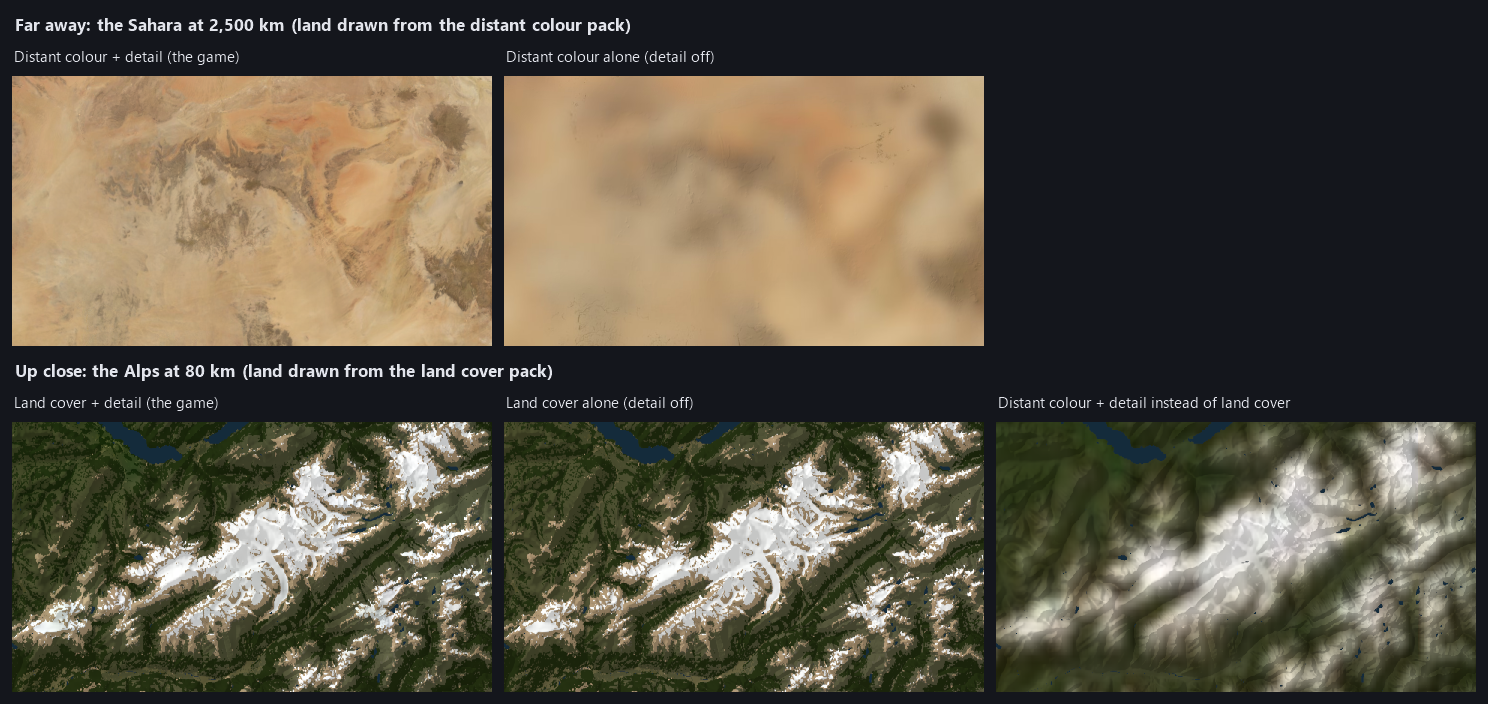 Far away: the Sahara at 2,500 km (land drawn from the distant colour pack)
Distant colour + detail (the game)
Distant colour alone (detail off)
Up close: the Alps at 80 km (land drawn from the land cover pack)
Land cover + detail (the game)
Land cover alone (detail off)
Distant colour + detail instead of land cover